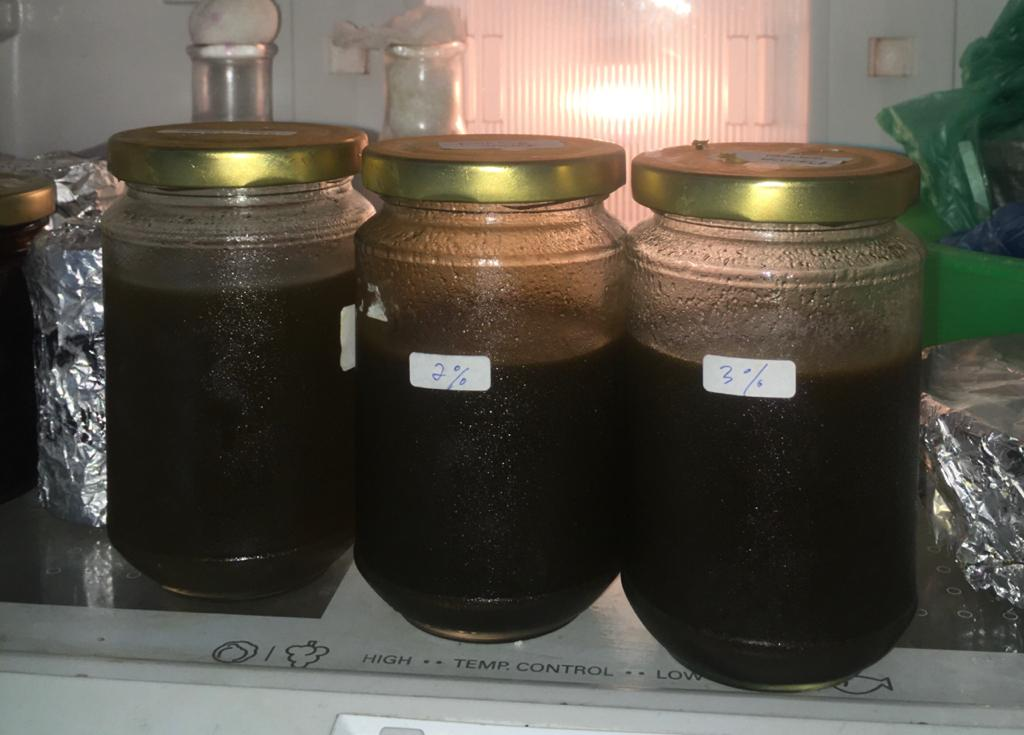 2%
3%
HIGH •• TEMP. CONTROL •• LOW